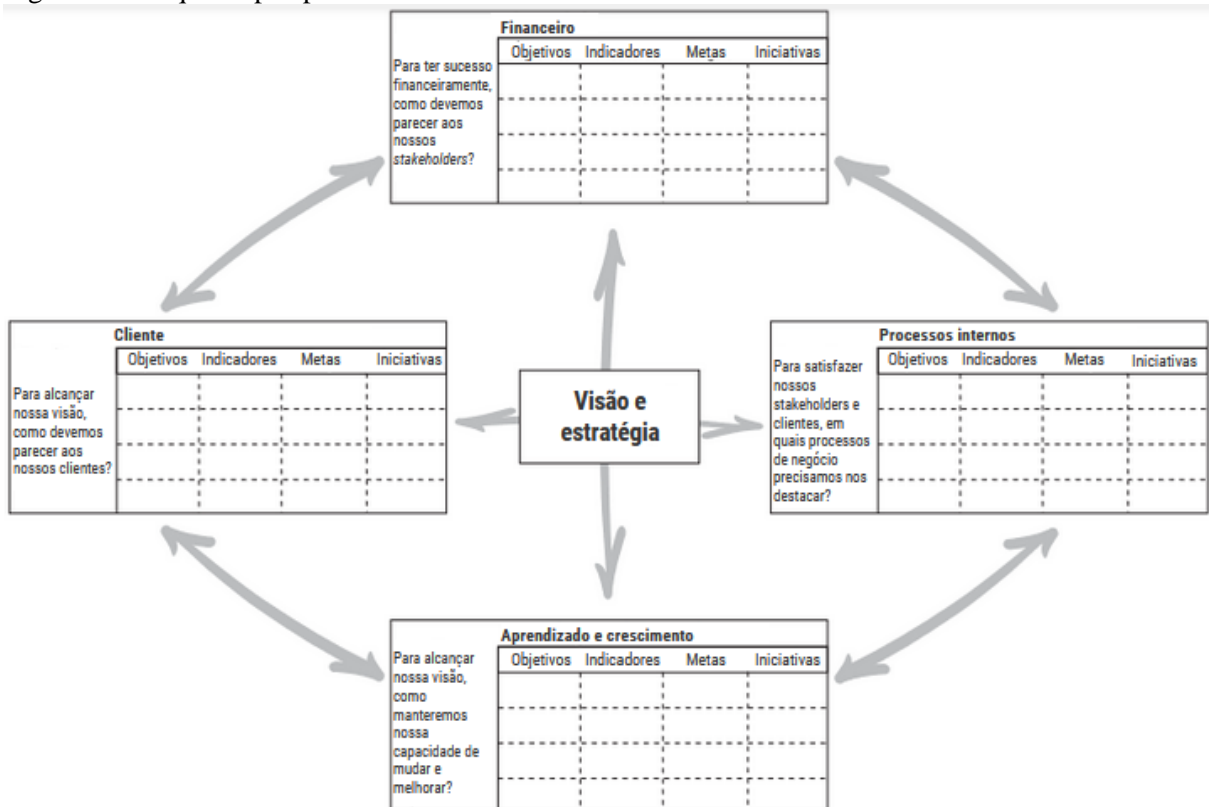 Financeiro
Objetivos Indicadores Metas Iniciativas
Para ter sucesso
financeiramente,
como devemos
parecer aos
nossos
stakeholders?
Cliente
Objetivos Indicadores Metas Iniciativas
Para alcançar
nossa visão,
como devemos
parecer aos
nossos clientes?
Visão e
estratégia
Processos internos
Objetivos Indicadores Metas Iniciativas
Para satisfazer
nossos
stakeholders e
clientes, em
quais processos
de negócio
precisamos nos
destacar?
Aprendizado e crescimento
Objetivos Indicadores Metas Iniciativas
Para alcançar
nossa visão,
como
manteremos
nossa
capacidade de
mudar e
melhorar?